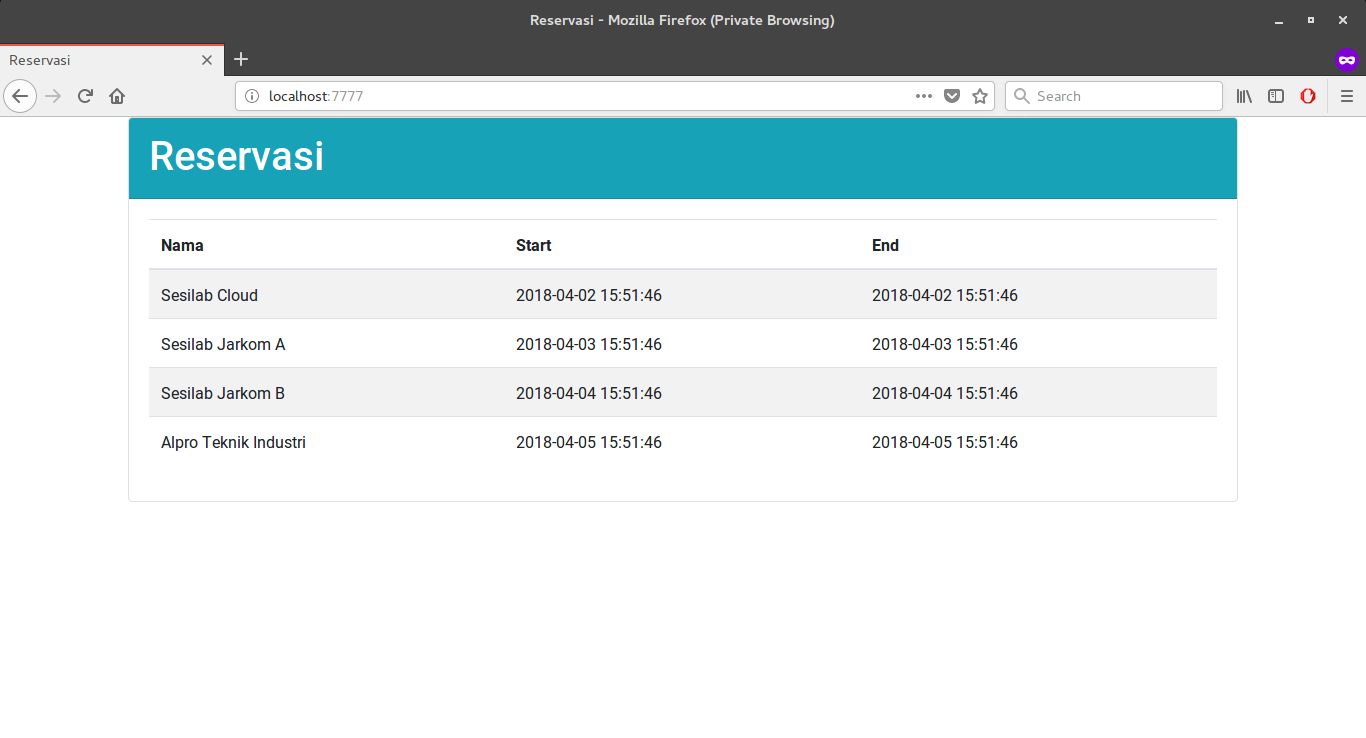 Reservasi - Mozilla Firefox (Private Browsing)
Reservasi
localhost:7777
Search
Reservasi
Nama Start End
Sesilab Cloud 2018-04-02 15:51:46 2018-04-02 15:51:46
Sesilab Jarkom A 2018-04-03 15:51:46 2018-04-03 15:51:46
Sesilab Jarkom B 2018-04-04 15:51:46 2018-04-04 15:51:46
Alpro Teknik Industri 2018-04-05 15:51:46 2018-04-05 15:51:46